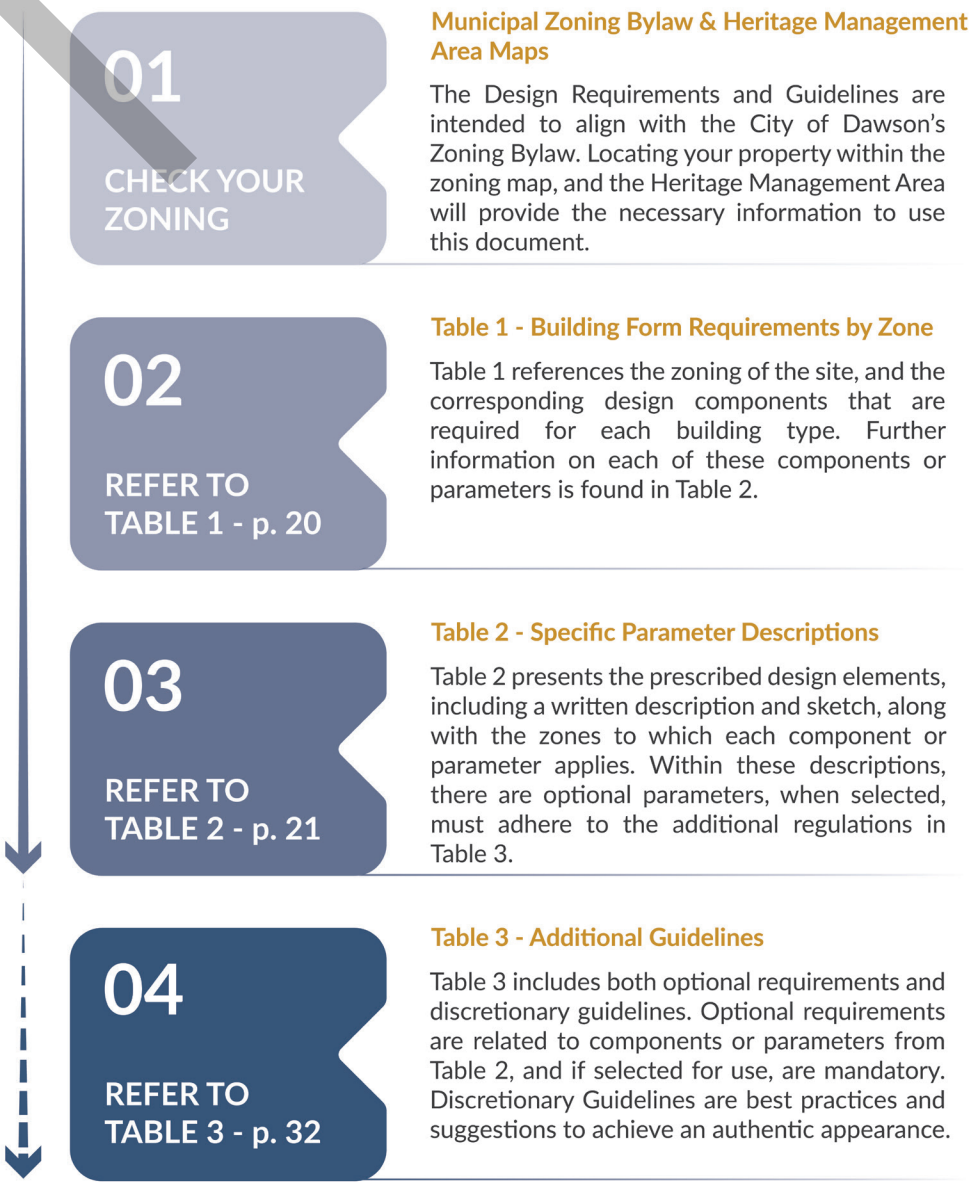 01
CHECK YOUR
ZONING
Municipal Zoning Bylaw & Heritage Management
Area Maps
The Design Requirements and Guidelines are
intended to align with the City of Dawson's
Zoning Bylaw. Locating your property within the
zoning map, and the Heritage Management Area
will provide the necessary information to use
this document.
02
REFER TO
TABLE 1 - p. 20
Table 1 - Building Form Requirements by Zone
Table 1 references the zoning of the site, and the
corresponding design components that are
required for each building type. Further
information on each of these components or
parameters is found in Table 2.
03
REFER TO
TABLE 2 - p. 21
Table 2 - Specific Parameter Descriptions
Table 2 presents the prescribed design elements,
including a written description and sketch, along
with the zones to which each component or
parameter applies. Within these descriptions,
there are optional parameters, when selected,
must adhere to the additional regulations in
Table 3.
04
REFER TO
TABLE 3 - p. 32
Table 3 - Additional Guidelines
Table 3 includes both optional requirements and
discretionary guidelines. Optional requirements
are related to components or parameters from
Table 2, and if selected for use, are mandatory.
Discretionary Guidelines are best practices and
suggestions to achieve an authentic appearance.